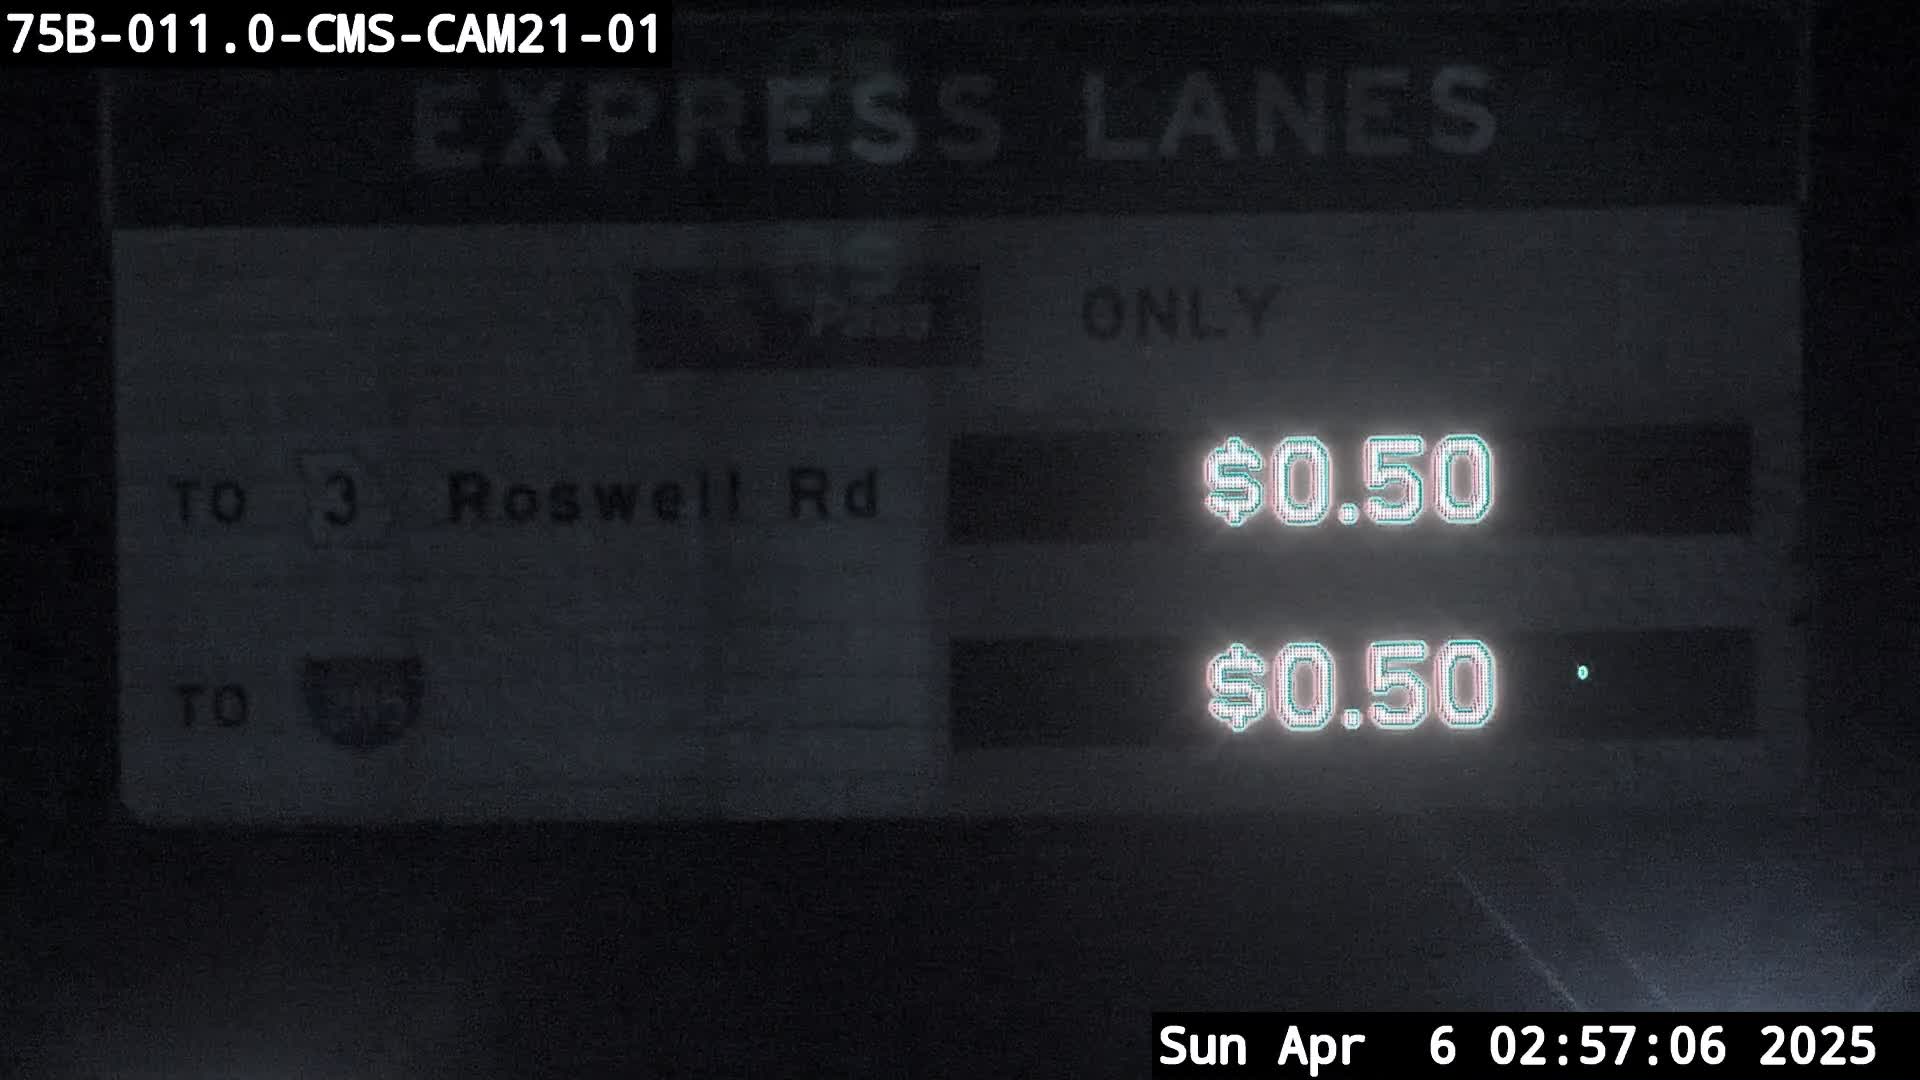 75B-011.0-CMS-CAM21-01
EXPRESS LANES
ONLY
TO 3 Roswell Rd $0.50
TO $0.50
Sun Apr 6 02:57:06 2025